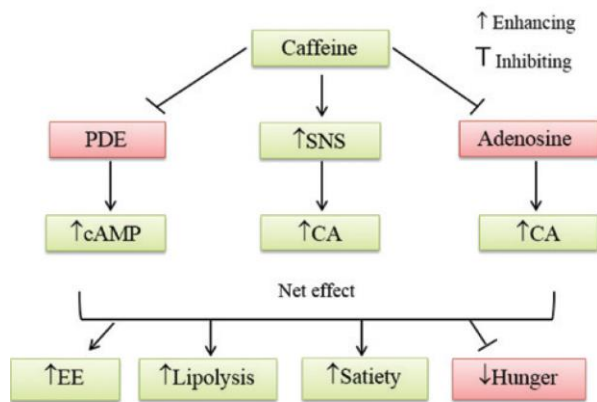 ↑ Enhancing
Caffeine
T Inhibiting
PDE
↑SNS
Adenosine
↑cAMP
↑CA
↑CA
Net effect
↑EE
↑Lipolysis
↑Satiety
↓Hunger